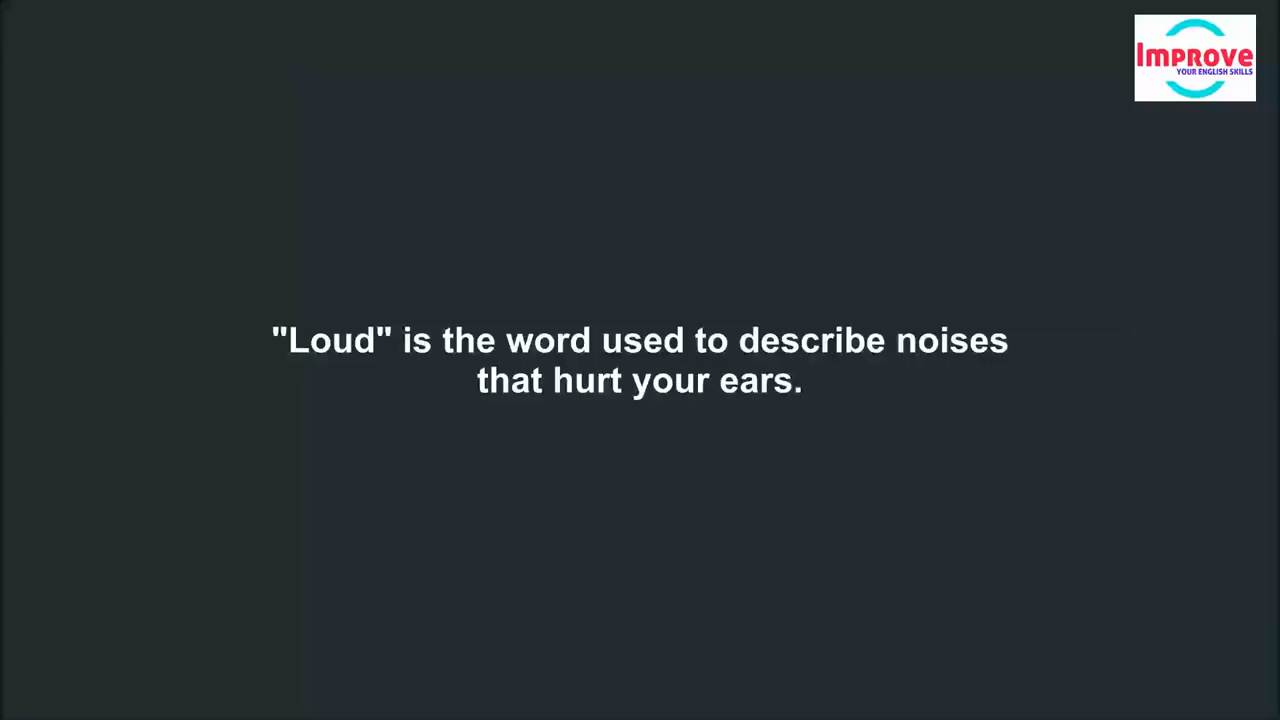 Improve
YOUR ENGLISH SKILLS
"Loud" is the word used to describe noises
that hurt your ears.